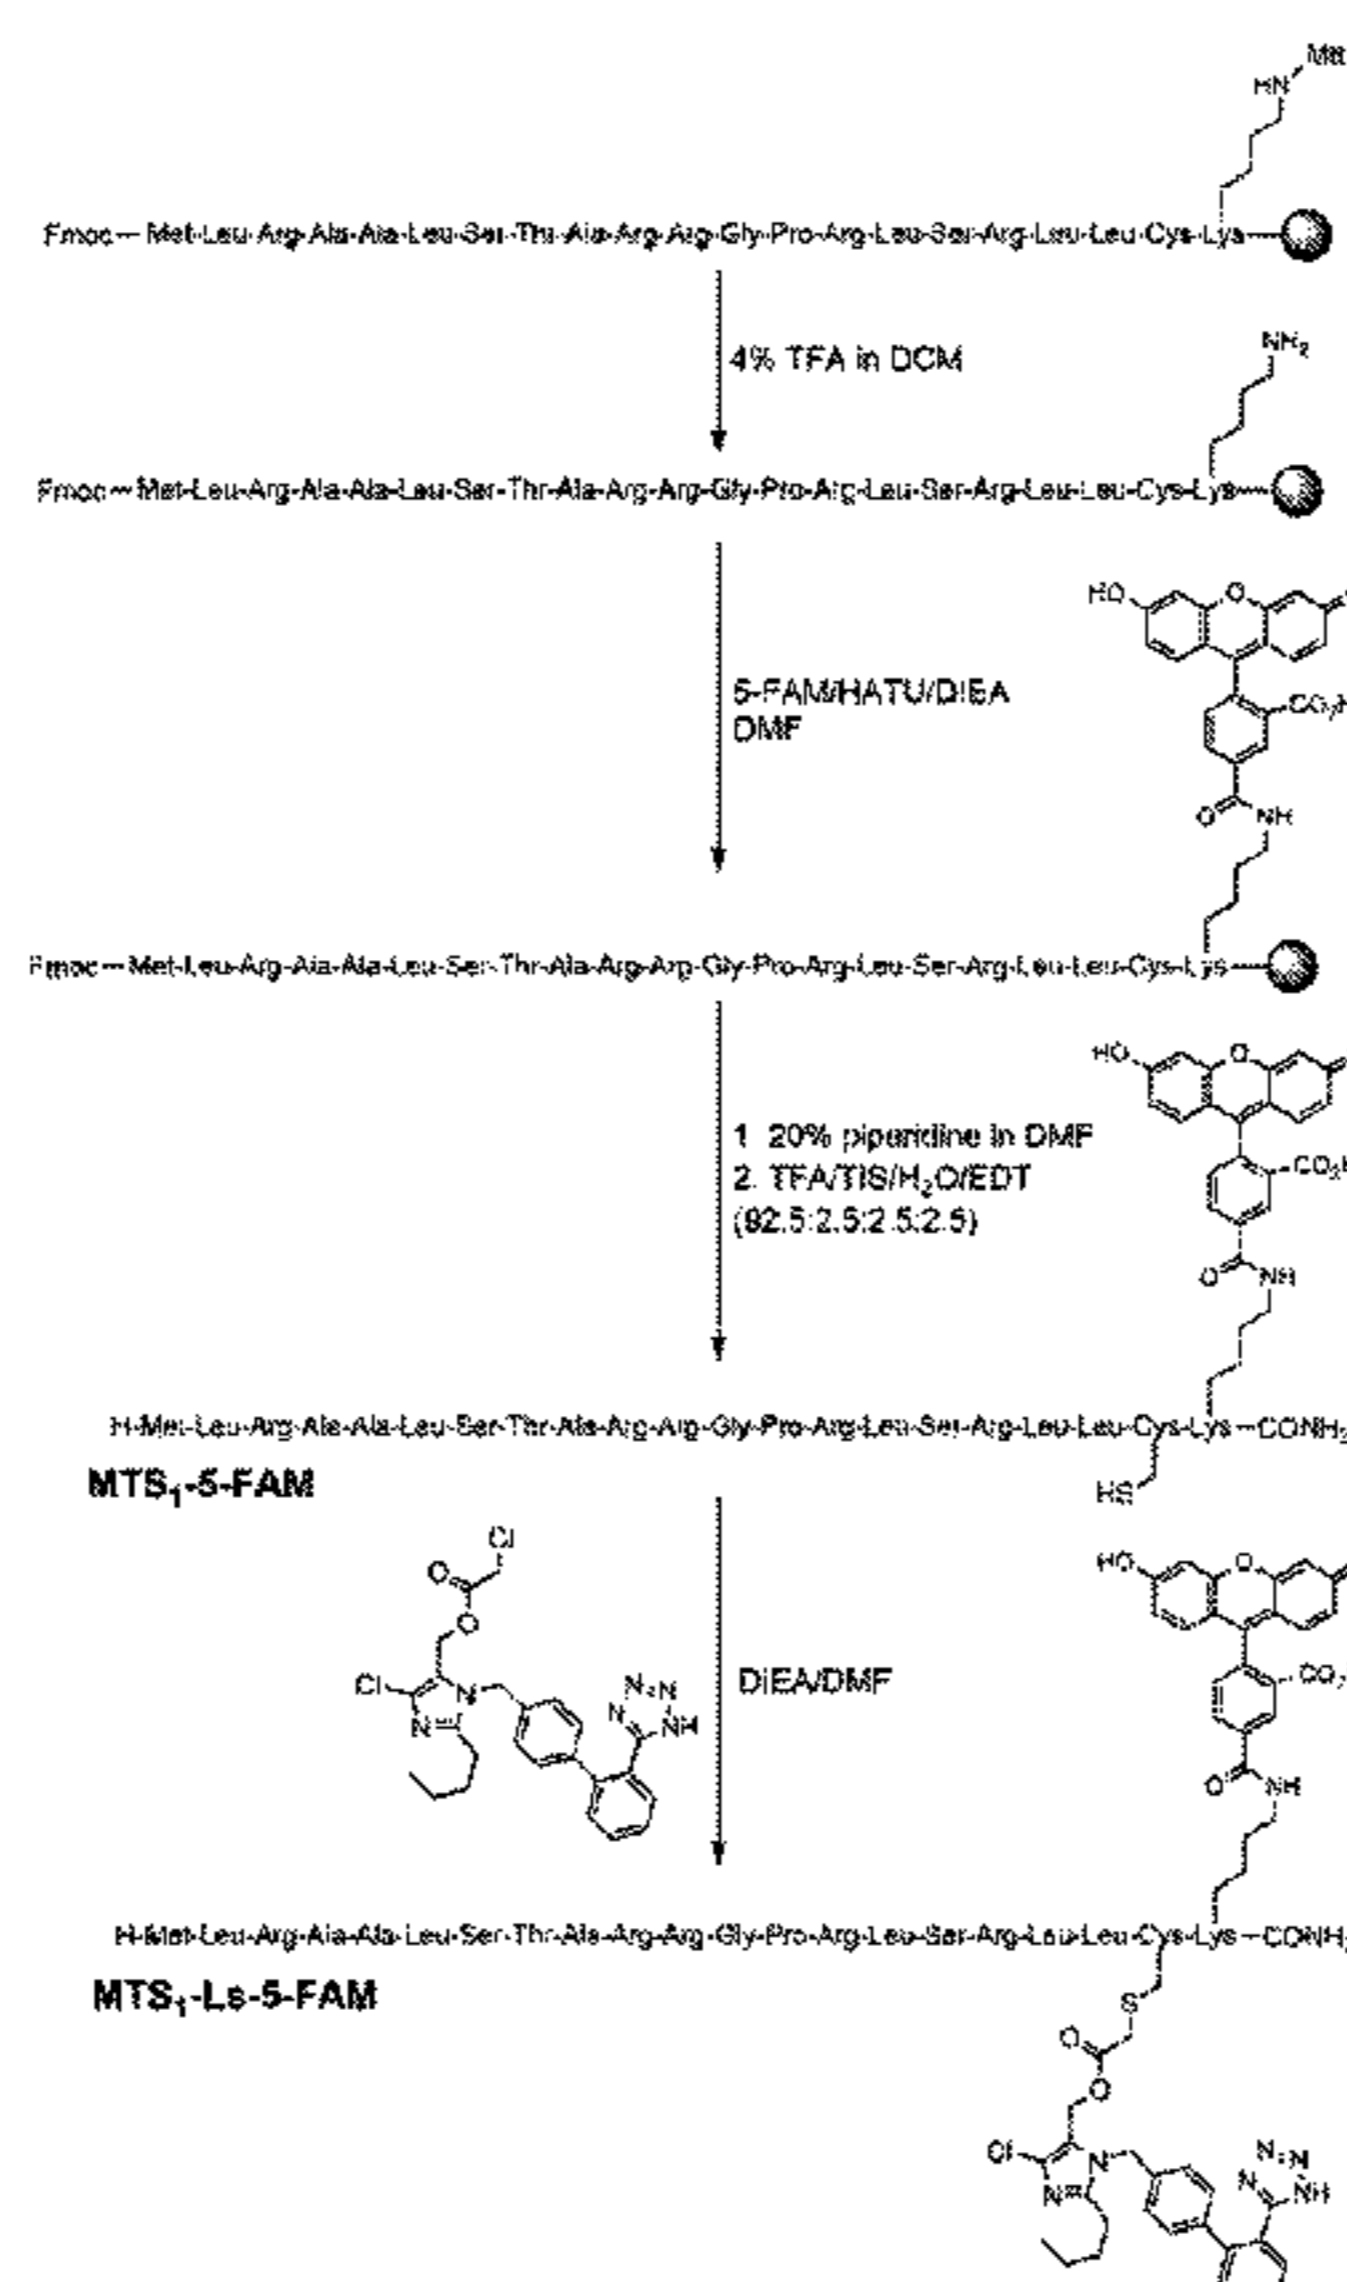 Mtt
HN
Fmoc-Met-Leu-Arg-Ala-Ala-Leu-Ser-Thr-Ala-Arg-Arg-Gly-Pro-Arg-Leu-Ser-Arg-Leu-Leu-Cys-Lys
4% TFA in DCM
NH2
Fmoc-Met-Leu-Arg-Ala-Ala-Leu-Ser-Thr-Ala-Arg-Arg-Gly-Pro-Arg-Leu-Ser-Arg-Leu-Leu-Cys-Lys
HO O
5-FAM/HATU/DIEA
DMF
CO2H
O NH
Fmoc-Met-Leu-Arg-Ala-Ala-Leu-Ser-Thr-Ala-Arg-Arg-Gly-Pro-Arg-Leu-Ser-Arg-Leu-Leu-Cys-Lys
HO O
1. 20% piperidine in DMF
2. TFA/TIS/H2O/EDT
(92.5:2.5:2.5:2.5)
CO2H
O NH
H-Met-Leu-Arg-Ala-Ala-Leu-Ser-Thr-Ala-Arg-Arg-Gly-Pro-Arg-Leu-Ser-Arg-Leu-Leu-Cys-Lys-CONH2
MTS1-5-FAM
HS
Cl
O
O
Cl N
N
N=N
N NH
DiEA/DMF
HO O
CO2
O NH
H-Met-Leu-Arg-Ala-Ala-Leu-Ser-Thr-Ala-Arg-Arg-Gly-Pro-Arg-Leu-Ser-Arg-Leu-Leu-Cys-Lys-CONH2
MTS1-Ls-5-FAM
S
O
O
Cl N
N
N=N
N NH